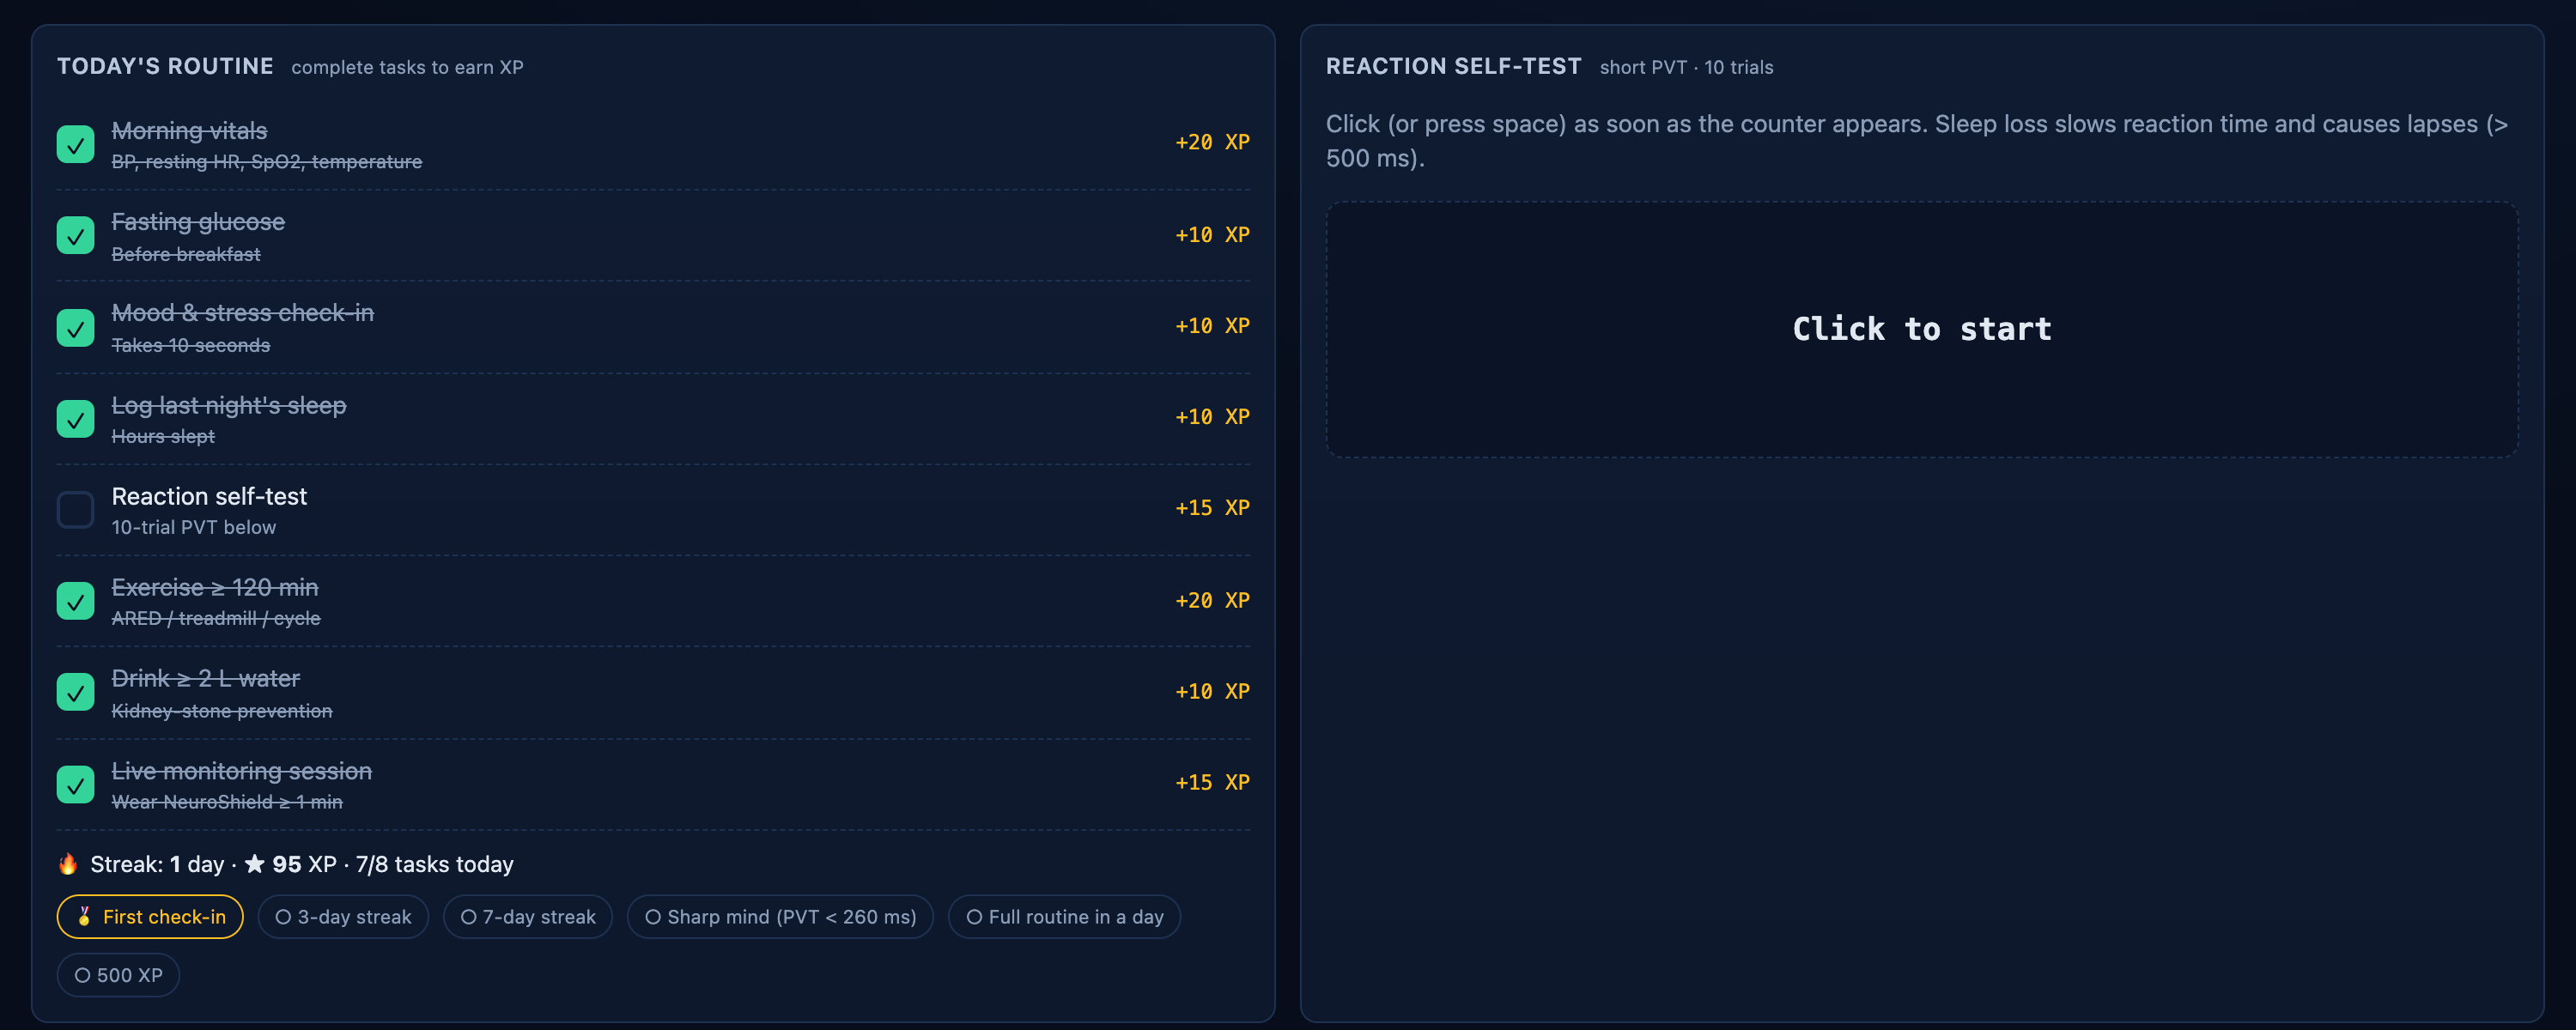 TODAY'S ROUTINE complete tasks to earn XP
Morning vitals
BP, resting HR, SpO2, temperature
+20 XP
Fasting glucose
Before breakfast
+10 XP
Mood & stress check-in
Takes 10 seconds
+10 XP
Log last night's sleep
Hours slept
+10 XP
Reaction self-test
10-trial PVT below
+15 XP
Exercise ≥ 120 min
ARED / treadmill / cycle
+20 XP
Drink ≥ 2 L water
Kidney-stone prevention
+10 XP
Live monitoring session
Wear NeuroShield ≥ 1 min
+15 XP
🔥 Streak: 1 day · ★ 95 XP · 7/8 tasks today
🏅 First check-in ○ 3-day streak ○ 7-day streak ○ Sharp mind (PVT < 260 ms) ○ Full routine in a day
○ 500 XP
REACTION SELF-TEST short PVT · 10 trials
Click (or press space) as soon as the counter appears. Sleep loss slows reaction time and causes lapses (>
500 ms).
Click to start